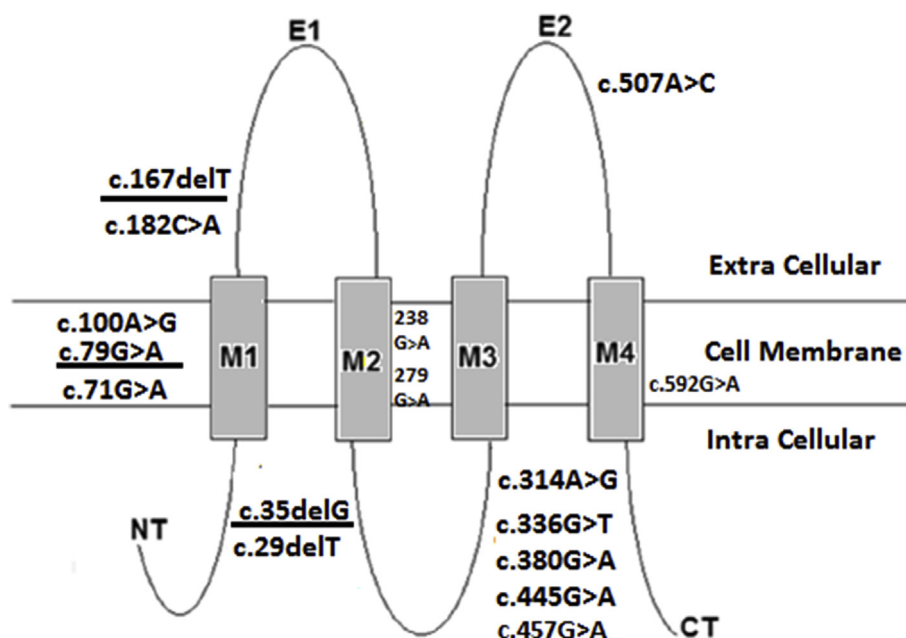 E1
E2
c.507A>C
c.167delT
c.182C>A
Extra Cellular
c.100A>G
c.79G>A
c.71G>A
M1
M2
238
G>A
279
G>A
M3
M4
Cell Membrane
c.592G>A
Intra Cellular
c.35delG
c.29delT
NT
c.314A>G
c.336G>T
c.380G>A
c.445G>A
c.457G>A
CT